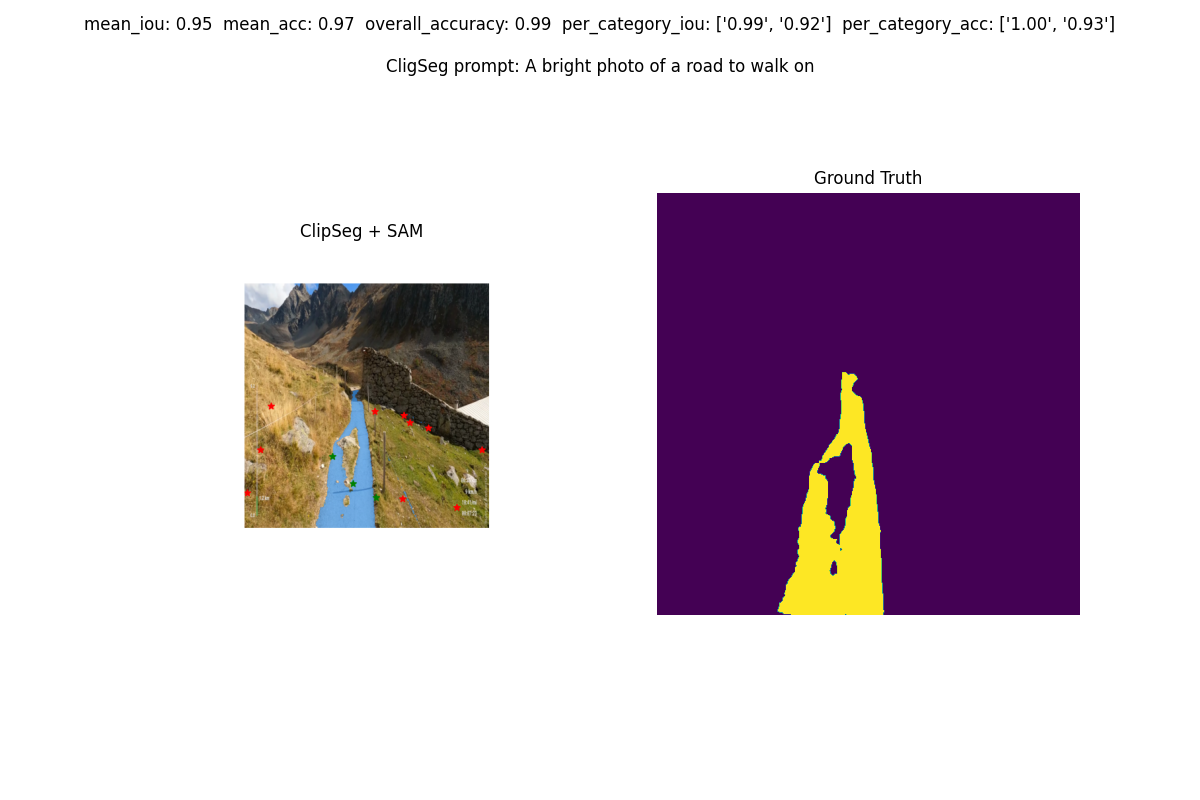 mean_iou: 0.95  mean_acc: 0.97  overall_accuracy: 0.99  per_category_iou: ['0.99', '0.92']  per_category_acc: ['1.00', '0.93']
CligSeg prompt: A bright photo of a road to walk on
Ground Truth
ClipSeg + SAM